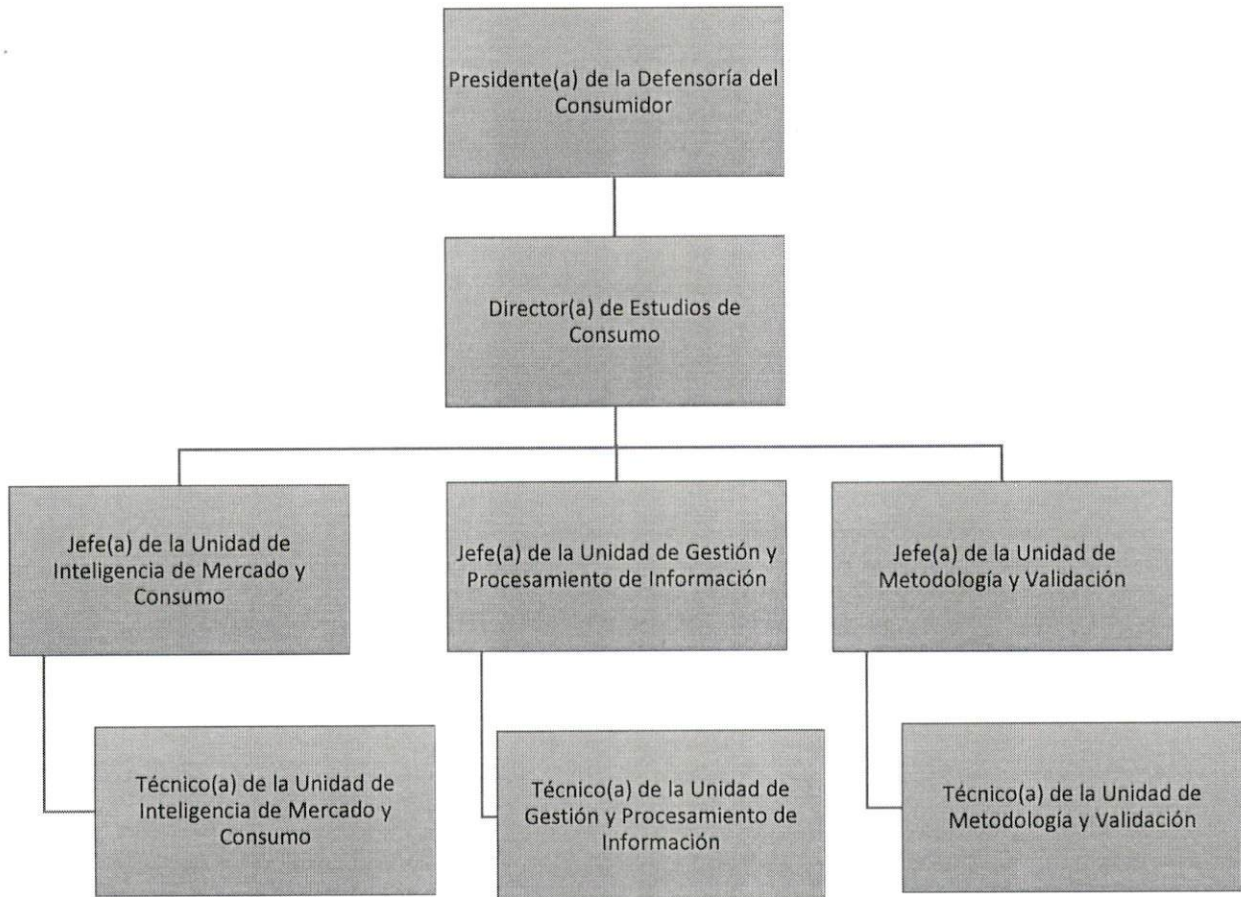 Presidente(a) de la Defensoría del
Consumidor
Director(a) de Estudios de
Consumo
Jefe(a) de la Unidad de
Inteligencia de Mercado y
Consumo
Jefe(a) de la Unidad de Gestión y
Procesamiento de Información
Jefe(a) de la Unidad de
Metodología y Validación
Técnico(a) de la Unidad de
Inteligencia de Mercado y
Consumo
Técnico(a) de la Unidad de
Gestión y Procesamiento de
Información
Técnico(a) de la Unidad de
Metodología y Validación